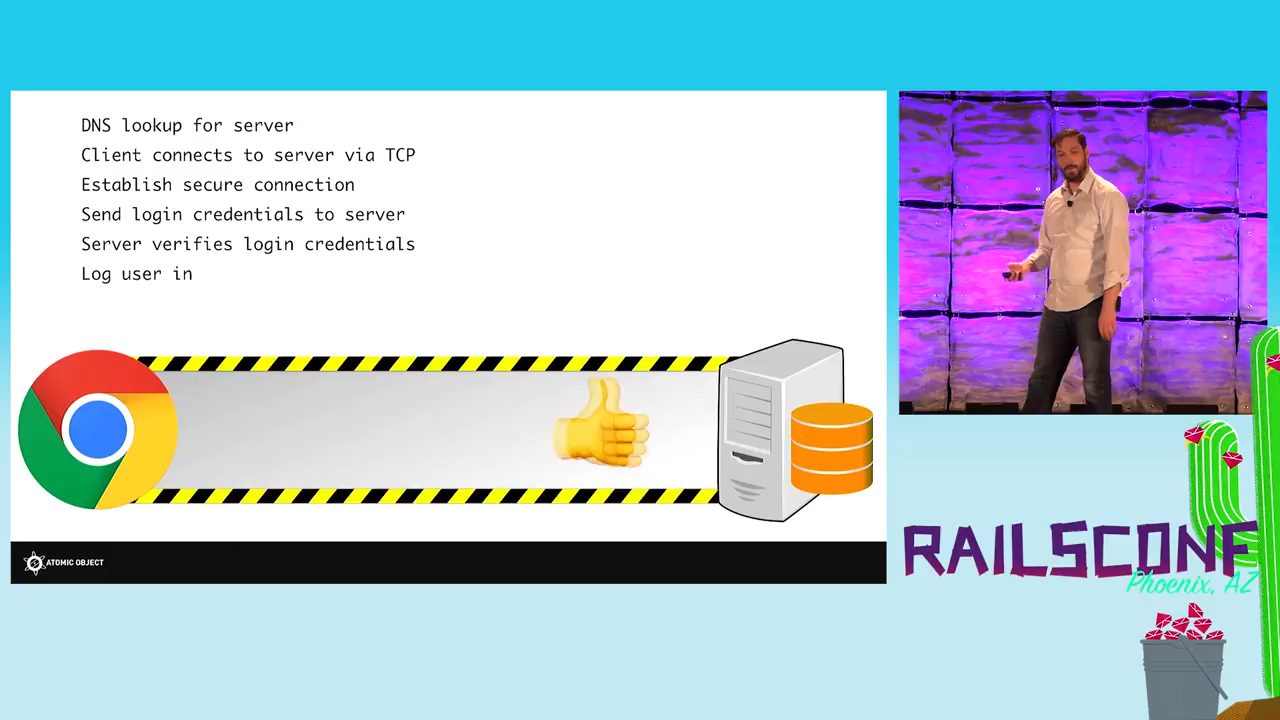 DNS lookup for server
Client connects to server via TCP
Establish secure connection
Send login credentials to server
Server verifies login credentials
Log user in
ATOMIC OBJECT
RAILSCONF
Phoenix, AZ